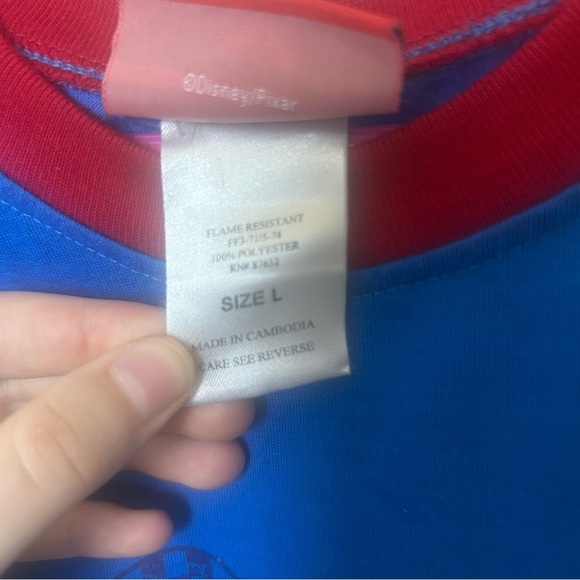 ©Disney/Pixar
FLAME RESISTANT
FF3-71/5-74
100% POLYESTER
RN# 87652
SIZE L
MADE IN CAMBODIA
CARE SEE REVERSE